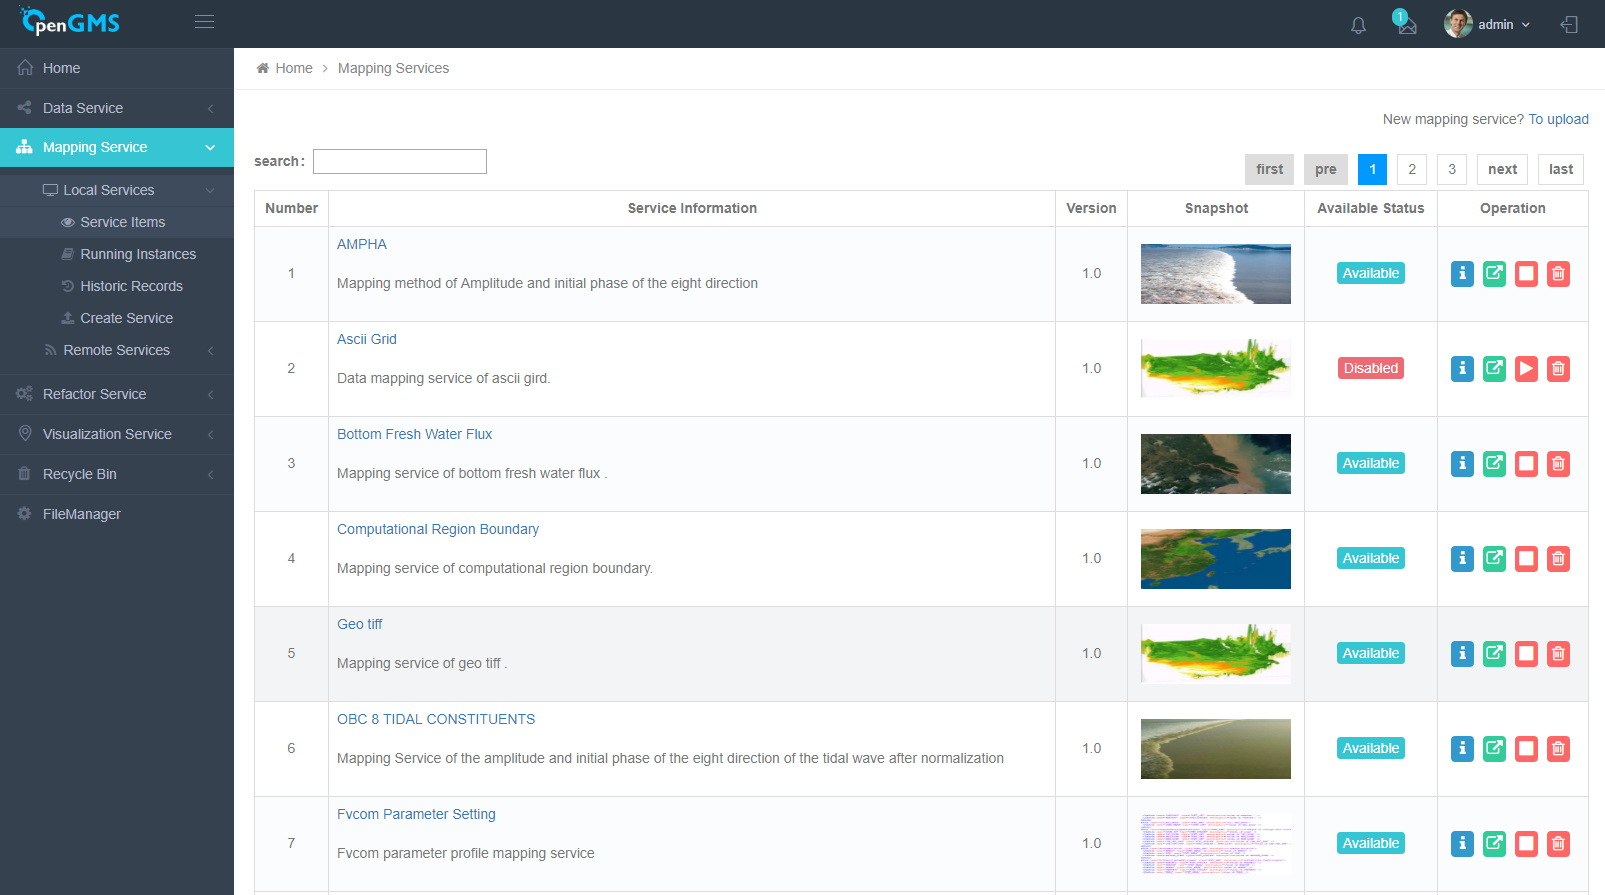 OpenGMS
1
admin
Home
Data Service
Mapping Service
Local Services
Service Items
Running Instances
Historic Records
Create Service
Remote Services
Refactor Service
Visualization Service
Recycle Bin
FileManager
Home > Mapping Services
New mapping service? To upload
search:
first pre 1 2 3 next last
Number Service Information Version Snapshot Available Status Operation
AMPHA
1 Mapping method of Amplitude and initial phase of the eight direction 1.0 Available
Ascii Grid
2 Data mapping service of ascii gird. 1.0 Disabled
Bottom Fresh Water Flux
3 Mapping service of bottom fresh water flux . 1.0 Available
Computational Region Boundary
4 Mapping service of computational region boundary. 1.0 Available
Geo tiff
5 Mapping service of geo tiff . 1.0 Available
OBC 8 TIDAL CONSTITUENTS
6 Mapping Service of the amplitude and initial phase of the eight direction of the tidal wave after normalization 1.0 Available
Fvcom Parameter Setting
7 Fvcom parameter profile mapping service 1.0 Available